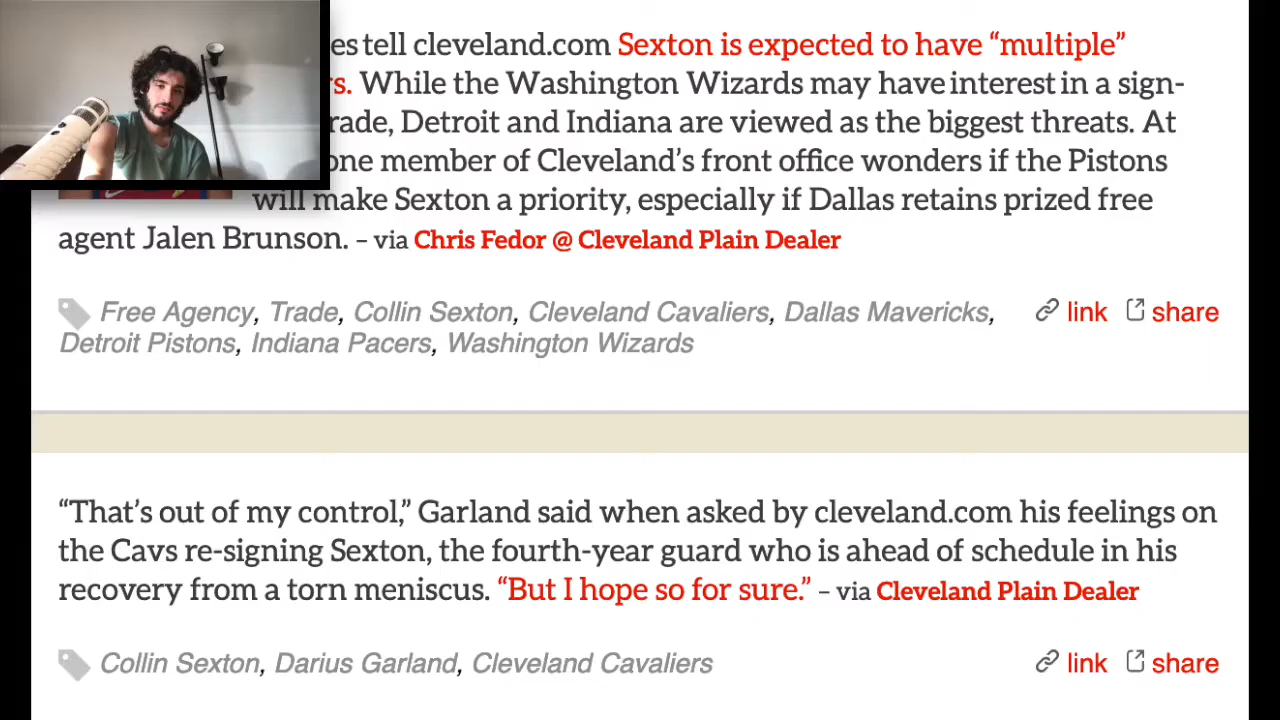 es tell cleveland.com Sexton is expected to have “multiple”
rs. While the Washington Wizards may have interest in a sign-
rade, Detroit and Indiana are viewed as the biggest threats. At
one member of Cleveland’s front office wonders if the Pistons
will make Sexton a priority, especially if Dallas retains prized free
agent Jalen Brunson. – via Chris Fedor @ Cleveland Plain Dealer
Free Agency, Trade, Collin Sexton, Cleveland Cavaliers, Dallas Mavericks, link share
Detroit Pistons, Indiana Pacers, Washington Wizards
“That’s out of my control,” Garland said when asked by cleveland.com his feelings on
the Cavs re-signing Sexton, the fourth-year guard who is ahead of schedule in his
recovery from a torn meniscus. “But I hope so for sure.” – via Cleveland Plain Dealer
Collin Sexton, Darius Garland, Cleveland Cavaliers link share